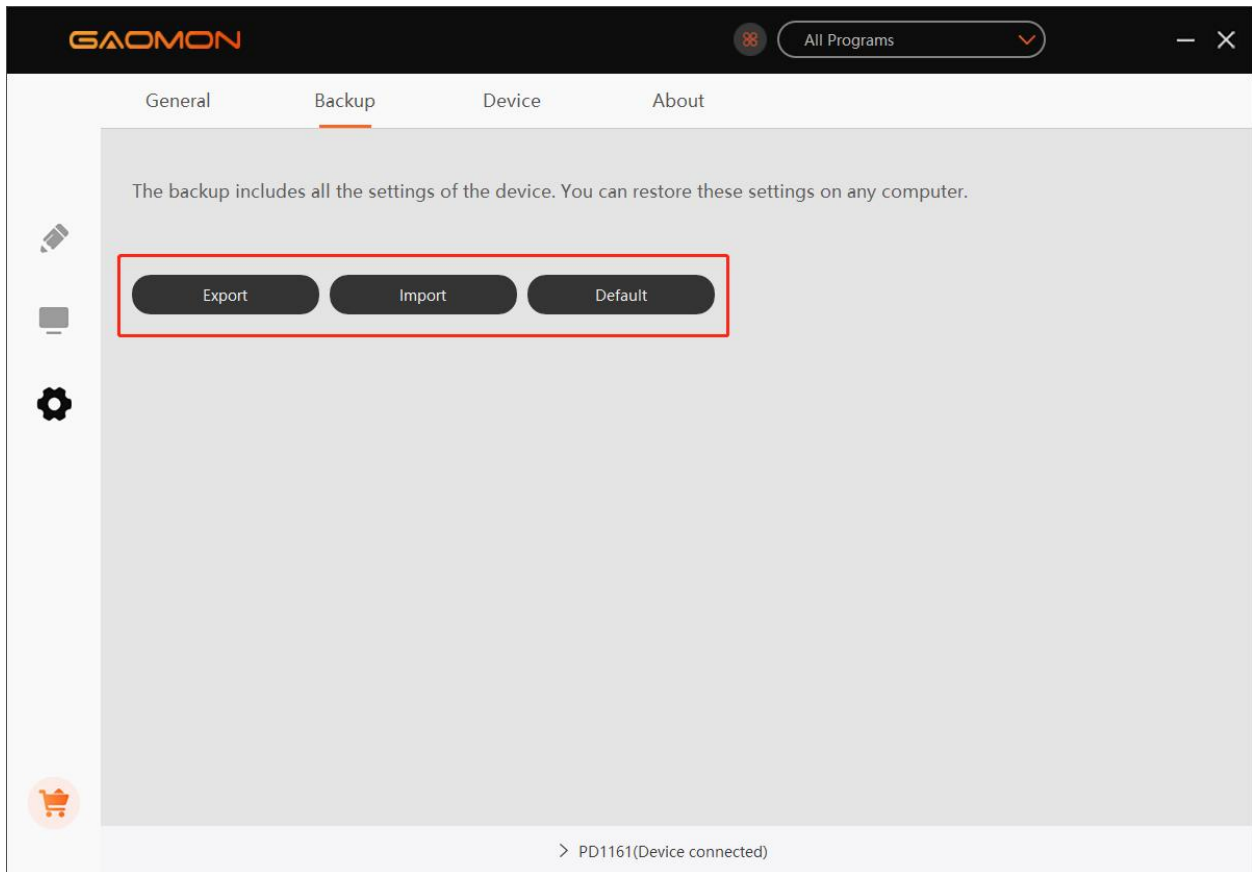 GAOMON
All Programs
General Backup Device About
The backup includes all the settings of the device. You can restore these settings on any computer.
Export Import Default
PD1161(Device connected)